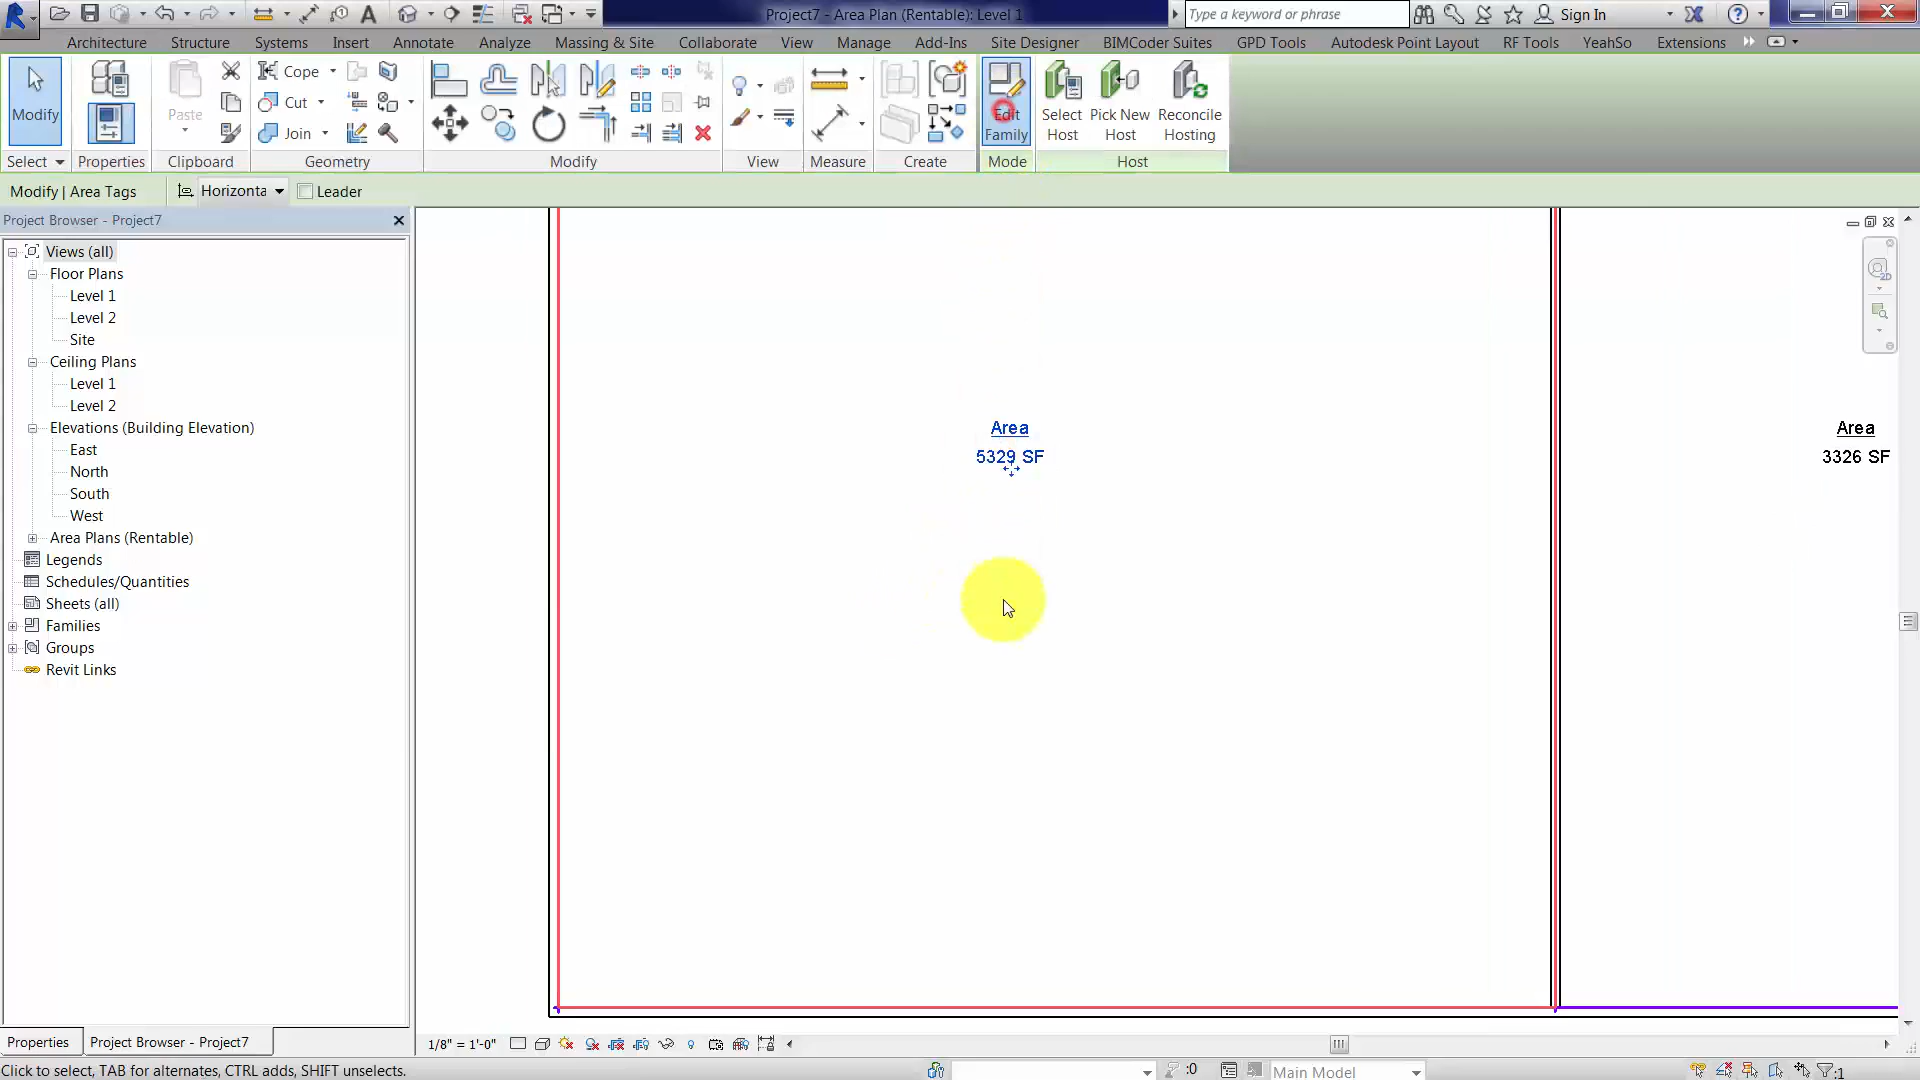 Project7 - Area Plan (Rentable): Level 1
Type a keyword or phrase
Sign In
Architecture Structure Systems Insert Annotate Analyze Massing & Site Collaborate View Manage Add-Ins Site Designer BIMCoder Suites GPD Tools Autodesk Point Layout RF Tools YeahSo Extensions
Modify
Paste
Cope
Cut
Join
Edit Family
Select Host
Pick New Host
Reconcile Hosting
Select Properties Clipboard Geometry Modify View Measure Create Mode Host
Modify | Area Tags Horizonta Leader
Project Browser - Project7
Views (all)
Floor Plans
Level 1
Level 2
Site
Ceiling Plans
Level 1
Level 2
Elevations (Building Elevation)
East
North
South
West
Area Plans (Rentable)
Legends
Schedules/Quantities
Sheets (all)
Families
Groups
Revit Links
Area
5329 SF
Area
3326 SF
Properties Project Browser - Project7
1/8" = 1'-0"
Click to select, TAB for alternates, CTRL adds, SHIFT unselects.
:0
Main Model
:1